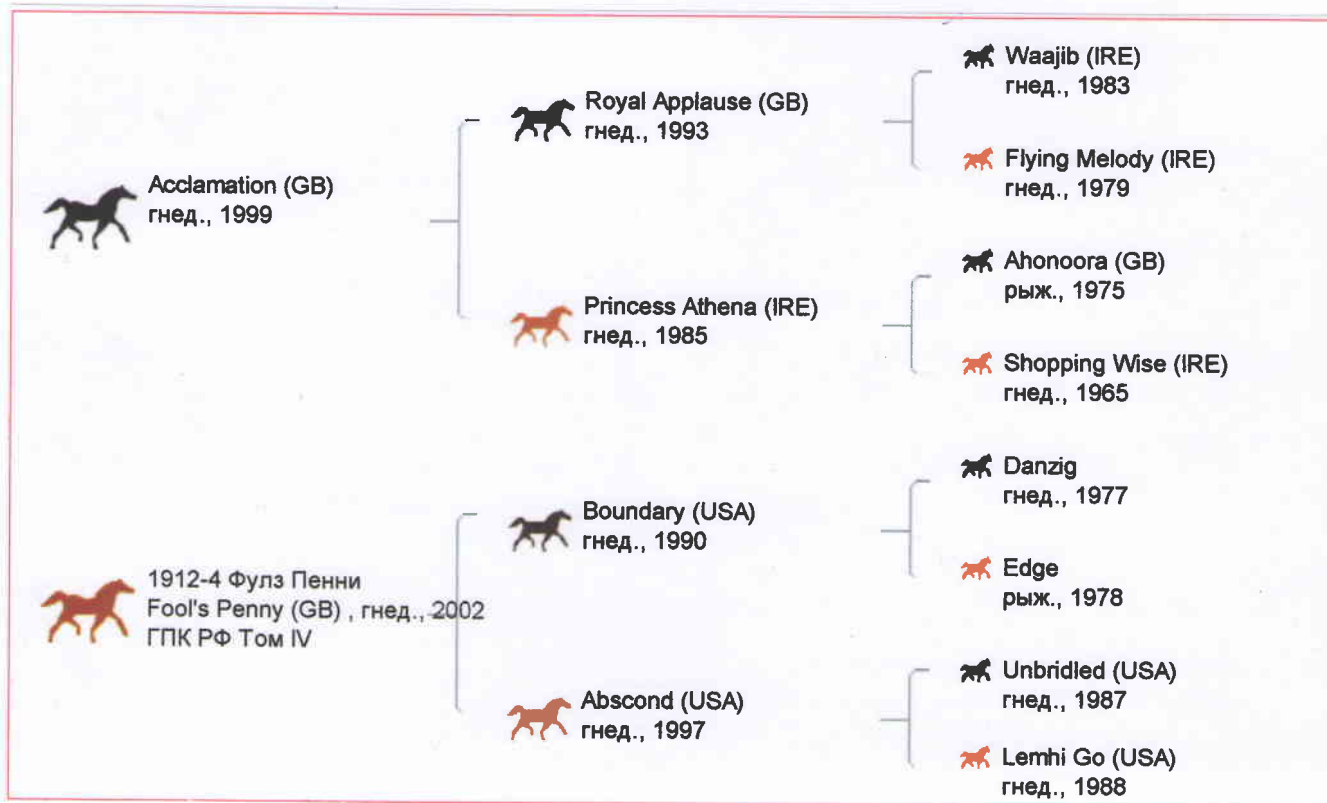 Acclamation (GB)
гнед., 1999
Royal Applause (GB)
гнед., 1993
Waajib (IRE)
гнед., 1983
Flying Melody (IRE)
гнед., 1979
Princess Athena (IRE)
гнед., 1985
Ahonoora (GB)
рыж., 1975
Shopping Wise (IRE)
гнед., 1965
1912-4 Фулз Пенни
Fool's Penny (GB) , гнед., 2002
ГПК РФ Том IV
Boundary (USA)
гнед., 1990
Danzig
гнед., 1977
Edge
рыж., 1978
Abscond (USA)
гнед., 1997
Unbridled (USA)
гнед., 1987
Lemhi Go (USA)
гнед., 1988